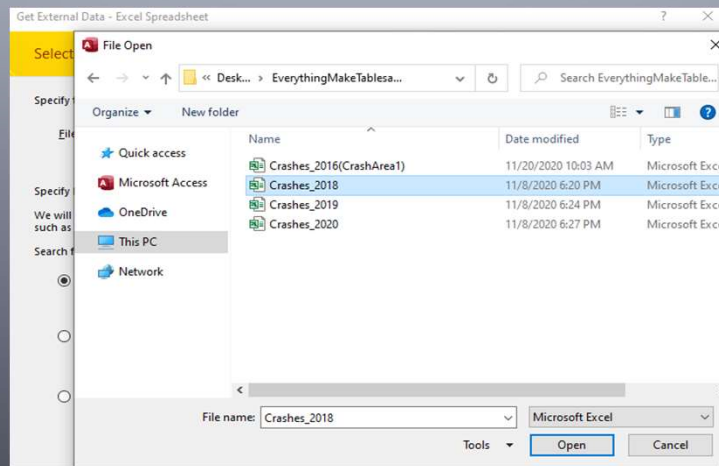 Get External Data - Excel Spreadsheet
Select
File Open
« Desk... › EverythingMakeTablesa...
Search EverythingMakeTable...
Specify
Organize
New folder
File
Name
Date modified
Type
Quick access
Crashes_2016(CrashArea1)
11/20/2020 10:03 AM
Microsoft Exc
Microsoft Access
Crashes_2018
11/8/2020 6:20 PM
Microsoft Exc
Specify
Crashes_2019
11/8/2020 6:24 PM
Microsoft Exc
We will
OneDrive
such as
Crashes_2020
11/8/2020 6:27 PM
Microsoft Exc
This PC
Search f
Network
File name:
Crashes_2018
Microsoft Excel
Tools
Open
Cancel